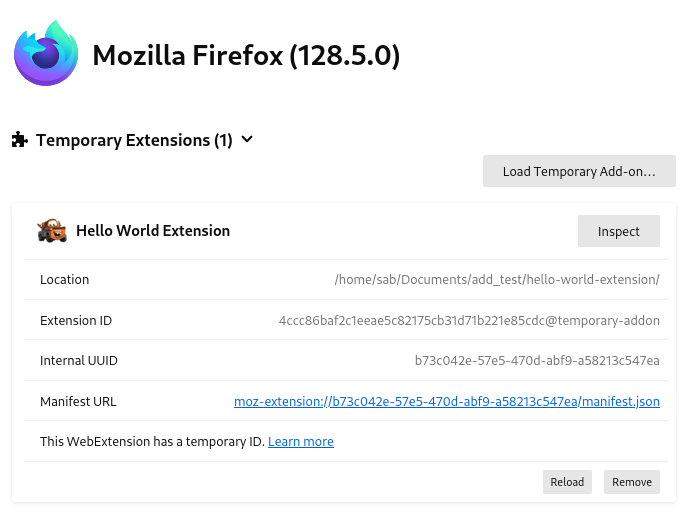 Mozilla Firefox (128.5.0)
Temporary Extensions (1)
Load Temporary Add-on…
Hello World Extension
Inspect
Location
/home/sab/Documents/add_test/hello-world-extension/
Extension ID
4ccc86baf2c1eeae5c82175cb31d71b221e85cdc@temporary-addon
Internal UUID
b73c042e-57e5-470d-abf9-a58213c547ea
Manifest URL
moz-extension://b73c042e-57e5-470d-abf9-a58213c547ea/manifest.json
This WebExtension has a temporary ID. Learn more
Reload
Remove